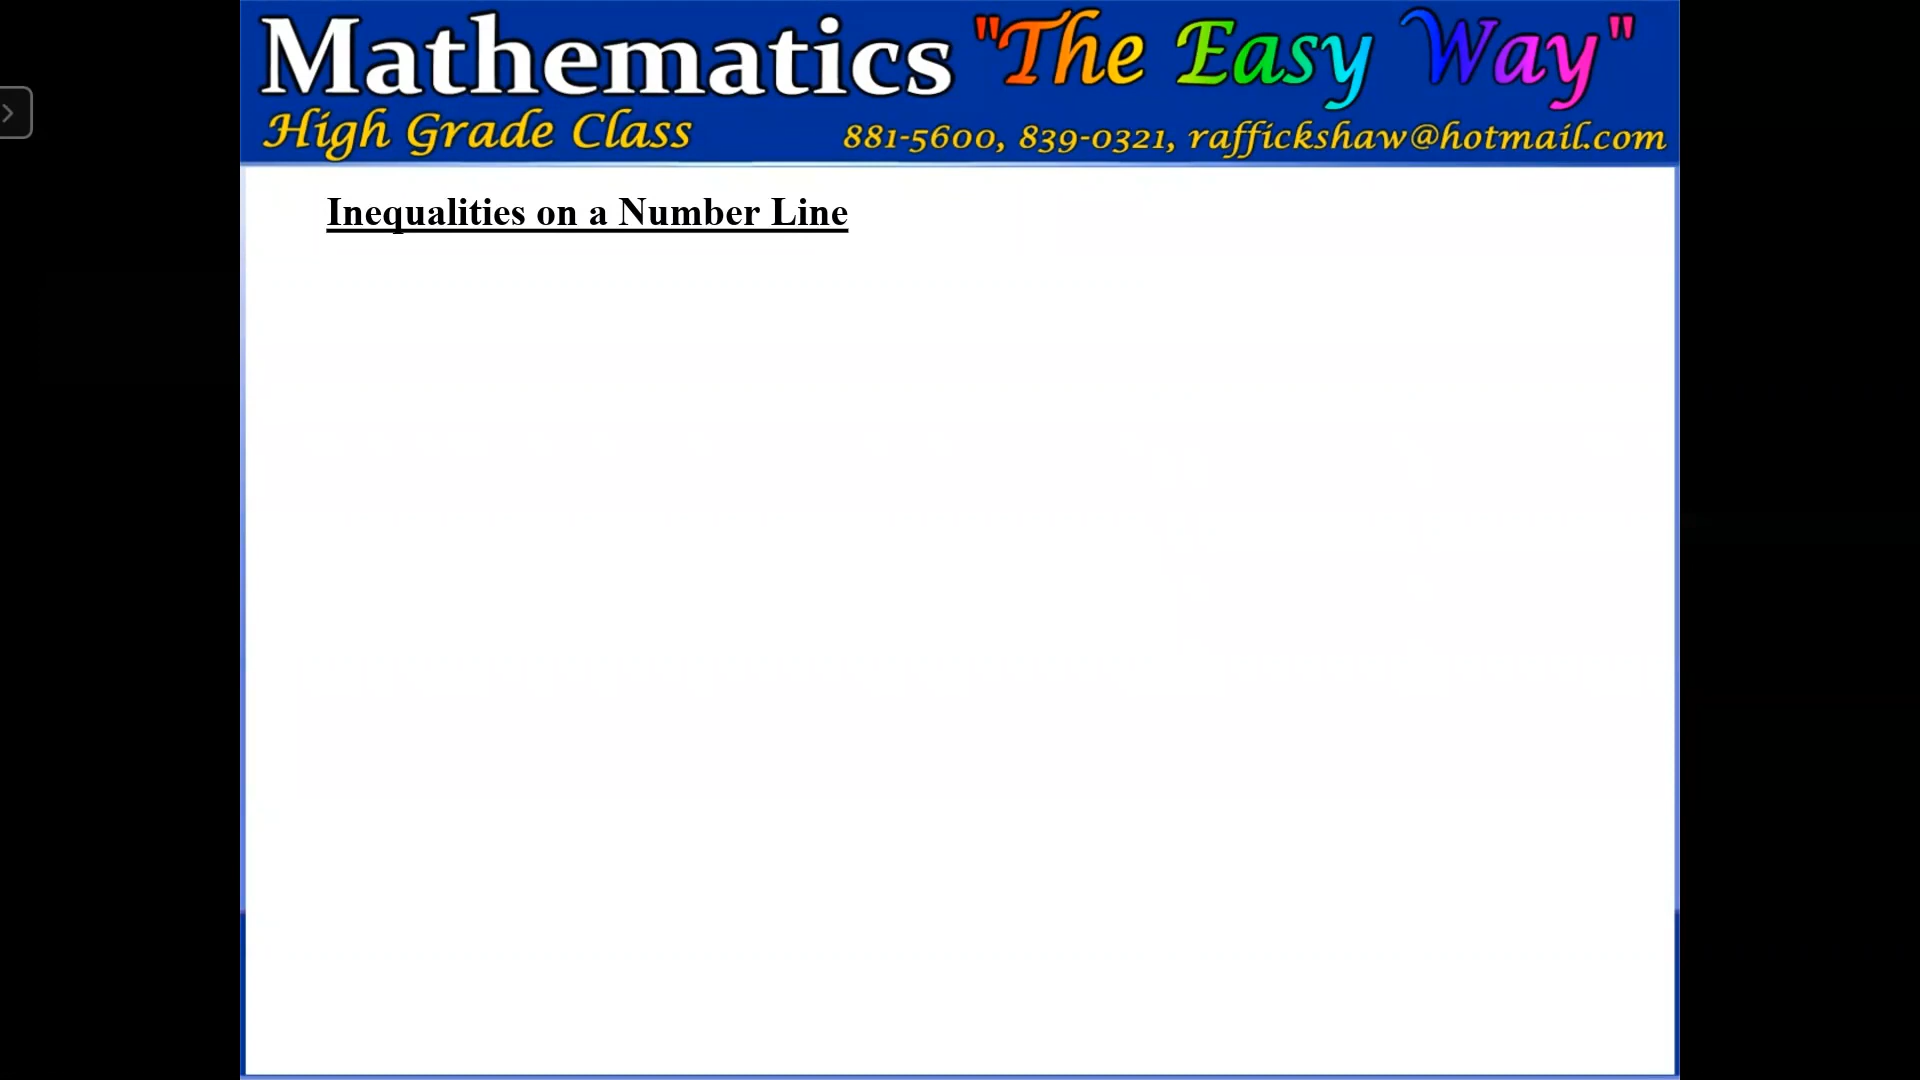 Mathematics "The Easy Way"
High Grade Class 881-5600, 839-0321, raffickshaw@hotmail.com
Inequalities on a Number Line